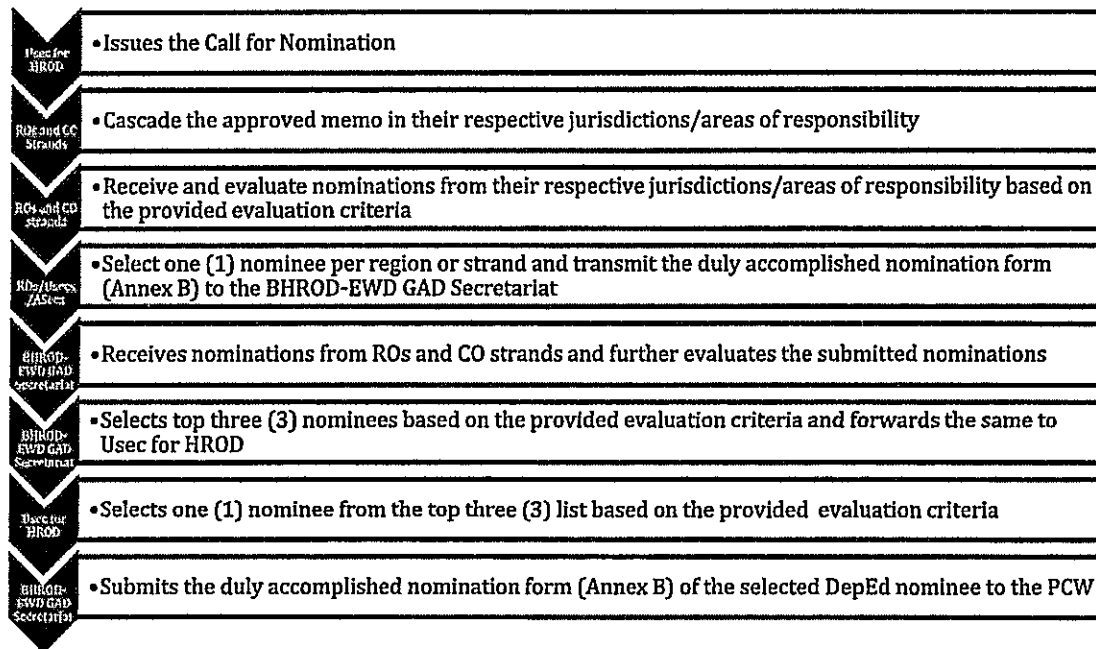 Usec for
HROD
•Issues the Call for Nomination
ROs and CO
Strands
•Cascade the approved memo in their respective jurisdictions/areas of responsibility
ROs and CO
strands
•Receive and evaluate nominations from their respective jurisdictions/areas of responsibility based on
the provided evaluation criteria
RDs/Usecs
/ASecs
•Select one (1) nominee per region or strand and transmit the duly accomplished nomination form
(Annex B) to the BHROD-EWD GAD Secretariat
BHROD-
EWD GAD
Secretariat
•Receives nominations from ROs and CO strands and further evaluates the submitted nominations
BHROD-
EWD GAD
Secretariat
•Selects top three (3) nominees based on the provided evaluation criteria and forwards the same to
Usec for HROD
Usec for
HROD
•Selects one (1) nominee from the top three (3) list based on the provided evaluation criteria
BHROD-
EWD GAD
Secretariat
•Submits the duly accomplished nomination form (Annex B) of the selected DepEd nominee to the PCW